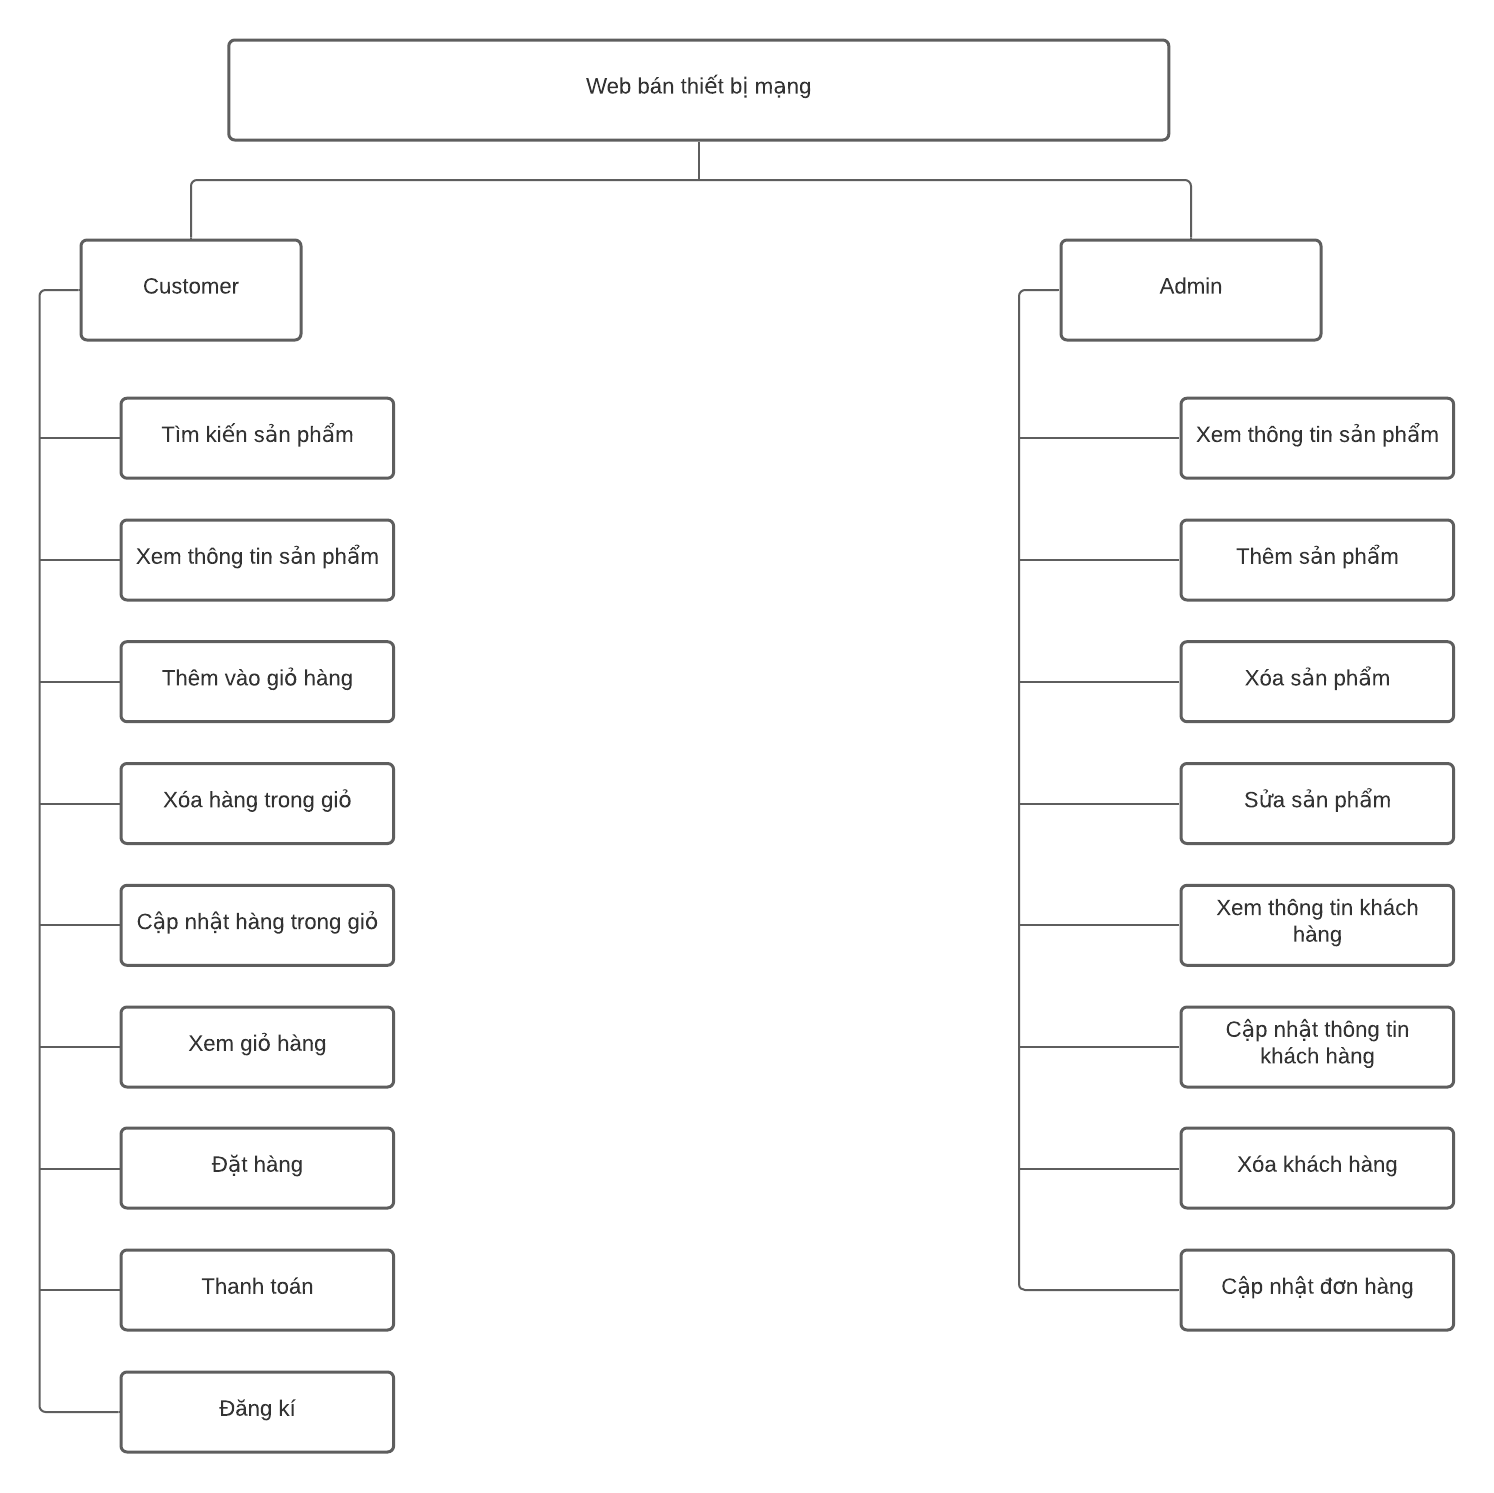 Web bán thiết bị mạng
Customer
Tìm kiến sản phẩm
Xem thông tin sản phẩm
Thêm vào giỏ hàng
Xóa hàng trong giỏ
Cập nhật hàng trong giỏ
Xem giỏ hàng
Đặt hàng
Thanh toán
Đăng kí
Admin
Xem thông tin sản phẩm
Thêm sản phẩm
Xóa sản phẩm
Sửa sản phẩm
Xem thông tin khách
hàng
Cập nhật thông tin
khách hàng
Xóa khách hàng
Cập nhật đơn hàng